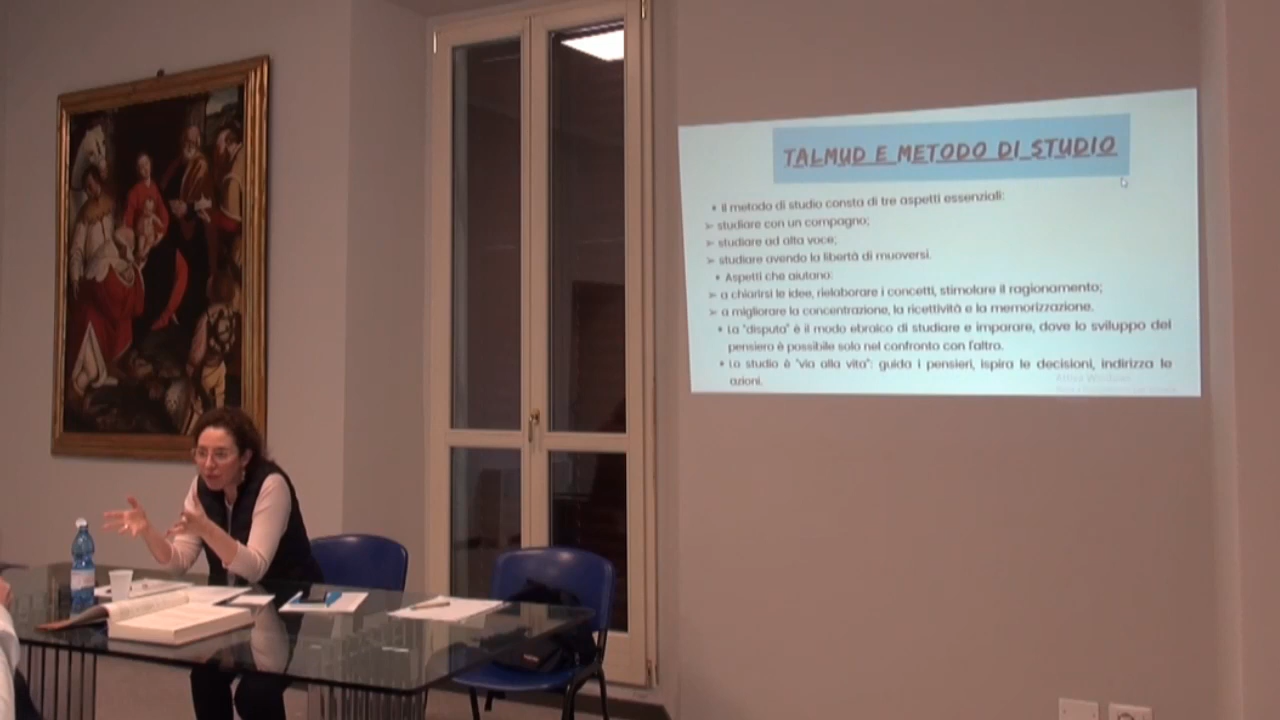 TALMUD E METODO DI STUDIO
• Il metodo di studio consta di tre aspetti essenziali:
➢ studiare con un compagno;
➢ studiare ad alta voce;
➢ studiare avendo la libertà di muoversi.
• Aspetti che aiutano:
➢ a chiarirsi le idee, rielaborare i concetti, stimolare il ragionamento;
➢ a migliorare la concentrazione, la ricettività e la memorizzazione.
• La "disputa" è il modo ebraico di studiare e imparare, dove lo sviluppo del
pensiero è possibile solo nel confronto con l'altro.
• Lo studio è "via alla vita": guida i pensieri, ispira le decisioni, indirizza le
azioni.